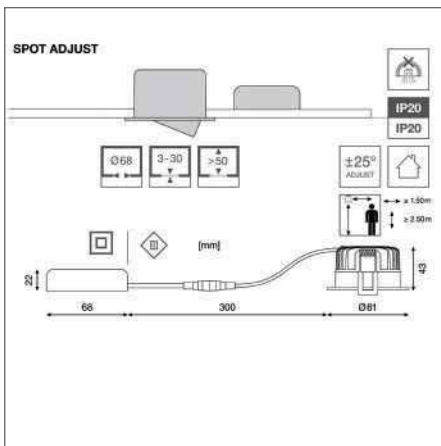 SPOT ADJUST
IP20
IP20
Ø68
3-30
>50
±25°
ADJUST
≥ 1.50m
≥ 2.50m
III
[mm]
22
43
68
300
Ø81